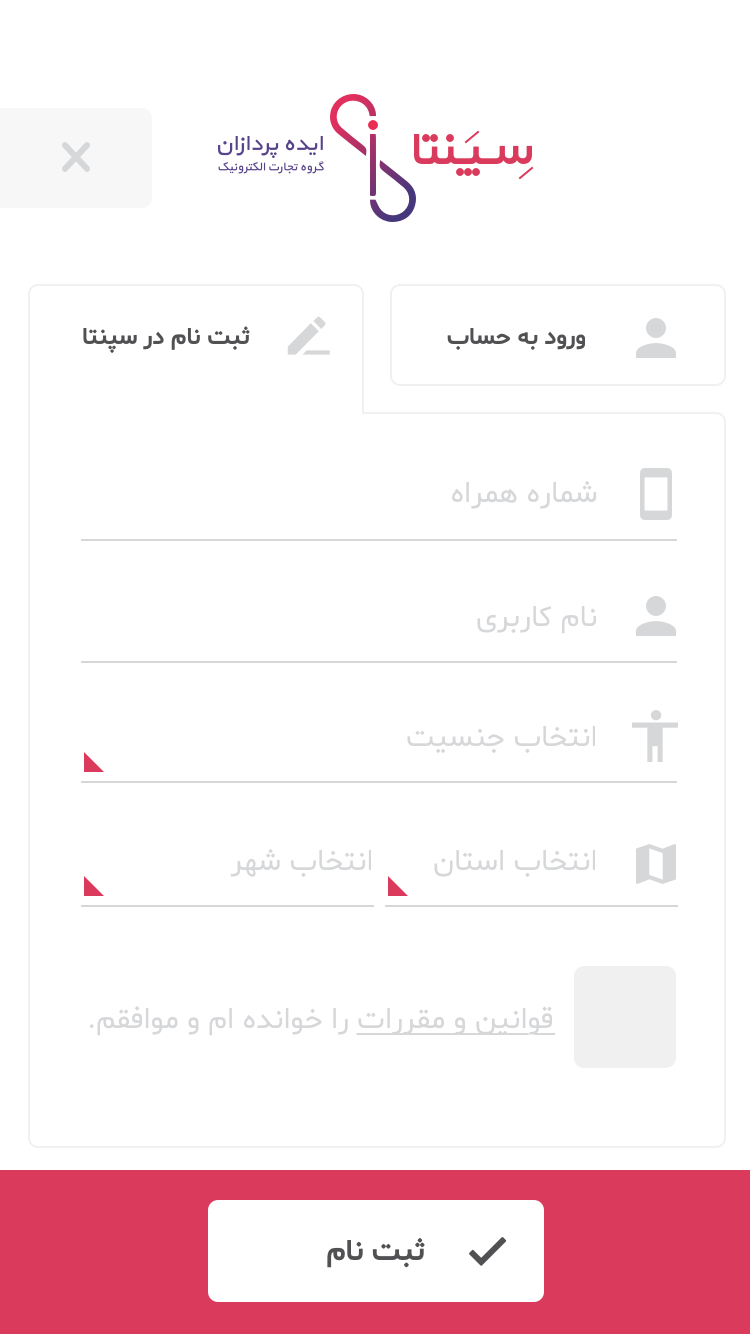 سِپَنتا
ایده پردازان
گروه تجارت الکترونیک
ورود به حساب
ثبت نام در سپنتا
شماره همراه
نام کاربری
انتخاب جنسیت
انتخاب استان
انتخاب شهر
قوانین و مقررات را خوانده ام و موافقم.
ثبت نام